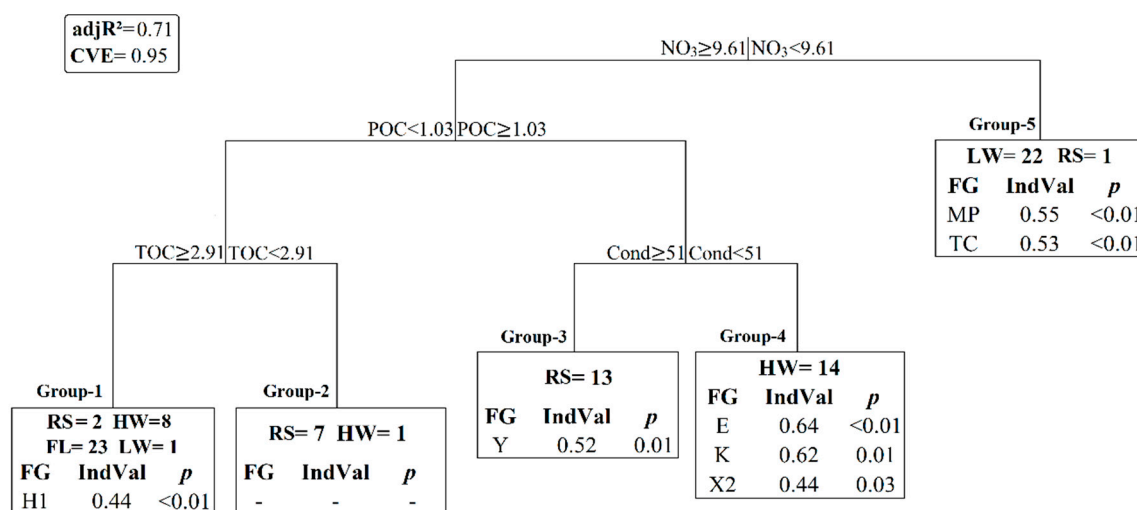 adjR²=0.71
CVE= 0.95
NO₃≥9.61 NO₃<9.61
POC<1.03 POC≥1.03
TOC≥2.91 TOC<2.91
Cond≥51 Cond<51
Group-1
RS= 2 HW=8
FL= 23 LW= 1
FG IndVal p
H1 0.44 <0.01
Group-2
RS= 7 HW= 1
FG IndVal p
- - -
Group-3
RS= 13
FG IndVal p
Y 0.52 0.01
Group-4
HW= 14
FG IndVal p
E 0.64 <0.01
K 0.62 0.01
X2 0.44 0.03
Group-5
LW= 22 RS= 1
FG IndVal p
MP 0.55 <0.01
TC 0.53 <0.01